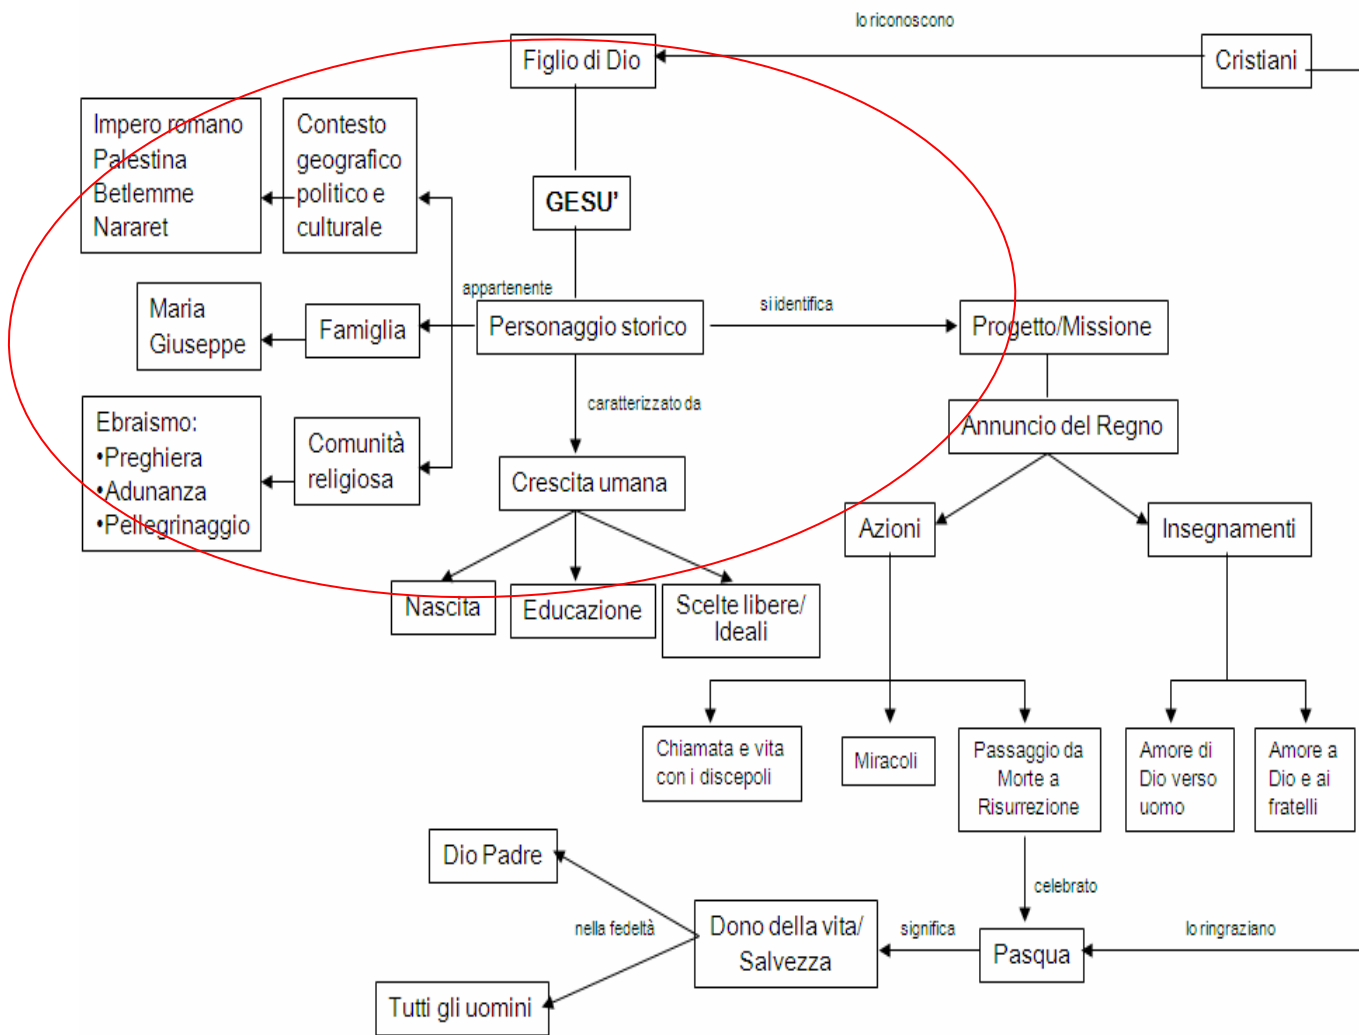 lo riconoscono
Figlio di Dio
Cristiani
Impero romano
Palestina
Betlemme
Nararet
Contesto
geografico
politico e
culturale
GESU'
appartenente
si identifica
Maria
Giuseppe
Famiglia
Personaggio storico
Progetto/Missione
caratterizzato da
Ebraismo:
•Preghiera
•Adunanza
•Pellegrinaggio
Comunità
religiosa
Crescita umana
Annuncio del Regno
Azioni
Insegnamenti
Nascita
Educazione
Scelte libere/
Ideali
Chiamata e vita
con i discepoli
Miracoli
Passaggio da
Morte a
Risurrezione
Amore di
Dio verso
uomo
Amore a
Dio e ai
fratelli
Dio Padre
celebrato
nella fedeltà
Dono della vita/
Salvezza
significa
Pasqua
lo ringraziano
Tutti gli uomini